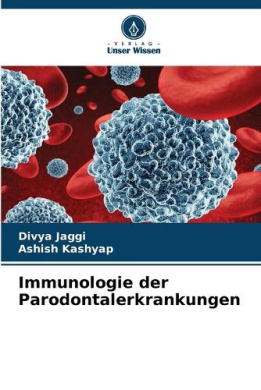 - VERLAG -
Unser Wissen
Divya Jaggi
Ashish Kashyap
Immunologie der
Parodontalerkrankungen